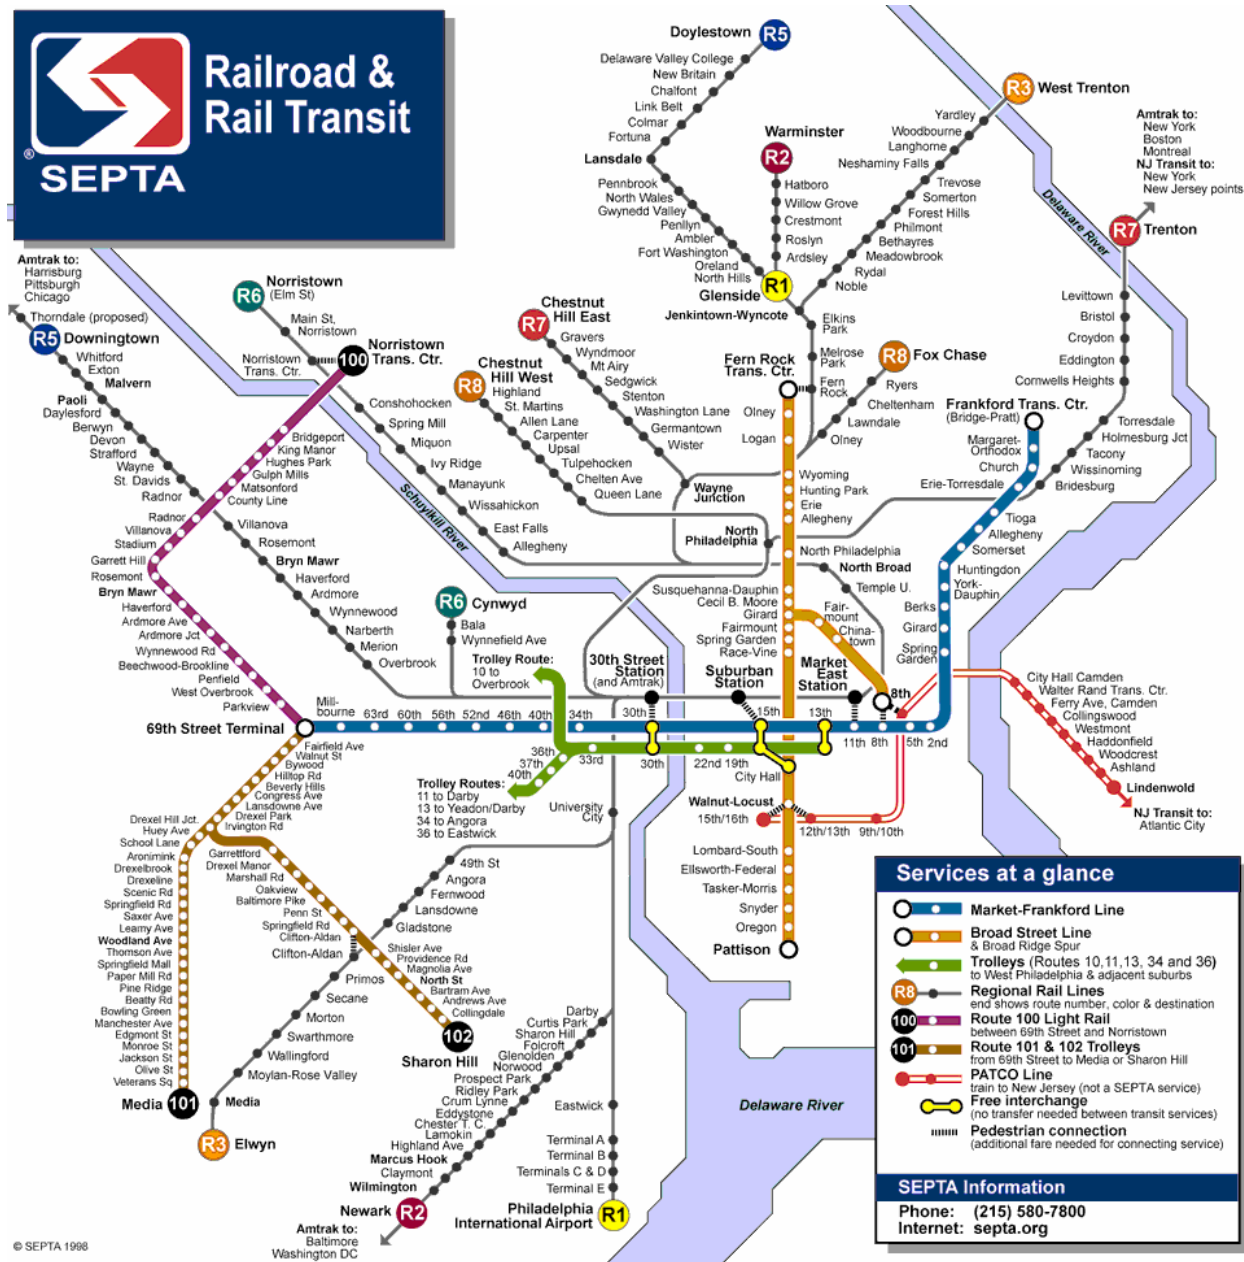 Railroad &
Rail Transit
®
SEPTA
Doylestown
R5
Delaware Valley College
New Britain
Chalfont
Link Belt
Colmar
Fortuna
Lansdale
Pennbrook
North Wales
Gwynedd Valley
Penllyn
Ambler
Fort Washington
Oreland
North Hills
Warminster
R2
Hatboro
Willow Grove
Crestmont
Roslyn
Ardsley
R1
Glenside
Jenkintown-Wyncote
R3
West Trenton
Yardley
Woodbourne
Langhorne
Neshaminy Falls
Trevose
Somerton
Forest Hills
Philmont
Bethayres
Meadowbrook
Rydal
Noble
Delaware River
Amtrak to:
New York
Boston
Montreal
NJ Transit to:
New York
New Jersey points
R7
Trenton
Levittown
Bristol
Croydon
Eddington
Cornwells Heights
Torresdale
Holmesburg Jct
Tacony
Wissinoming
Bridesburg
Amtrak to:
Harrisburg
Pittsburgh
Chicago
Thorndale (proposed)
R5
Downingtown
Whitford
Exton
Malvern
Paoli
Daylesford
Berwyn
Devon
Strafford
Wayne
St. Davids
Radnor
Villanova
Rosemont
Bryn Mawr
Haverford
Ardmore
Wynnewood
Narberth
Merion
Overbrook
R6
Norristown
(Elm St)
Main St,
Norristown
Norristown
Trans. Ctr.
100
Norristown
Trans. Ctr.
Conshohocken
Spring Mill
Miquon
Ivy Ridge
Manayunk
Wissahickon
East Falls
Allegheny
Schuylkill River
Bridgeport
King Manor
Hughes Park
Gulph Mills
Matsonford
County Line
Radnor
Villanova
Stadium
Garrett Hill
Rosemont
Bryn Mawr
Haverford
Ardmore Ave
Ardmore Jct
Wynnewood Rd
Beechwood-Brookline
Penfield
West Overbrook
Parkview
69th Street Terminal
R7
Chestnut
Hill East
Gravers
Wyndmoor
Mt Airy
Sedgwick
Stenton
Washington Lane
Germantown
Wister
R8
Chestnut
Hill West
Highland
St. Martins
Allen Lane
Carpenter
Upsal
Tulpehocken
Chelten Ave
Queen Lane
Wayne
Junction
North
Philadelphia
Elkins
Park
Melrose
Park
Fern
Rock
Fern Rock
Trans. Ctr.
R8
Fox Chase
Ryers
Cheltenham
Lawndale
Olney
Olney
Logan
Wyoming
Hunting Park
Erie
Allegheny
North Philadelphia
North Broad
Temple U.
Susquehanna-Dauphin
Cecil B. Moore
Girard
Fairmount
Spring Garden
Race-Vine
Fair-
mount
China-
town
Frankford Trans. Ctr.
(Bridge-Pratt)
Margaret-
Orthodox
Church
Erie-Torresdale
Tioga
Allegheny
Somerset
Huntingdon
York-
Dauphin
Berks
Girard
Spring
Garden
R6
Cynwyd
Bala
Wynnefield Ave
Trolley Route:
10 to
Overbrook
30th Street
Station
(and Amtrak)
Suburban
Station
Market
East
Station
8th
Mill-
bourne
63rd
60th
56th
52nd
46th
40th
34th
30th
15th
13th
11th
8th
5th
2nd
36th
37th
40th
33rd
30th
22nd
19th
City Hall
Trolley Routes:
11 to Darby
13 to Yeadon/Darby
34 to Angora
36 to Eastwick
University
City
Walnut-Locust
15th/16th
12th/13th
9th/10th
Lombard-South
Ellsworth-Federal
Tasker-Morris
Snyder
Oregon
Pattison
City Hall Camden
Walter Rand Trans. Ctr.
Ferry Ave, Camden
Collingswood
Westmont
Haddonfield
Woodcrest
Ashland
Lindenwold
NJ Transit to:
Atlantic City
Fairfield Ave
Walnut St
Bywood
Hilltop Rd
Beverly Hills
Congress Ave
Lansdowne Ave
Drexel Park
Irvington Rd
Drexel Hill Jct.
Huey Ave
School Lane
Aronimink
Drexelbrook
Drexeline
Scenic Rd
Springfield Rd
Saxer Ave
Leamy Ave
Woodland Ave
Thomson Ave
Springfield Mall
Paper Mill Rd
Pine Ridge
Beatty Rd
Bowling Green
Manchester Ave
Edgmont St
Monroe St
Jackson St
Olive St
Veterans Sq
Media
101
Garrettford
Drexel Manor
Marshall Rd
Oakview
Baltimore Pike
Penn St
Springfield Rd
Clifton-Aldan
Clifton-Aldan
Shisler Ave
Providence Rd
Magnolia Ave
North St
Bartram Ave
Andrews Ave
Collingdale
102
Sharon Hill
49th St
Angora
Fernwood
Lansdowne
Gladstone
Primos
Secane
Morton
Swarthmore
Wallingford
Moylan-Rose Valley
Media
R3
Elwyn
Darby
Curtis Park
Sharon Hill
Folcroft
Glenolden
Norwood
Prospect Park
Ridley Park
Crum Lynne
Eddystone
Chester T. C.
Lamokin
Highland Ave
Marcus Hook
Claymont
Wilmington
Newark
R2
Amtrak to:
Baltimore
Washington DC
Eastwick
Terminal A
Terminal B
Terminals C & D
Terminal E
Philadelphia
International Airport
R1
Delaware River
Services at a glance
Market-Frankford Line
Broad Street Line
& Broad Ridge Spur
Trolleys (Routes 10,11,13, 34 and 36)
to West Philadelphia & adjacent suburbs
R8
Regional Rail Lines
end shows route number, color & destination
100
Route 100 Light Rail
between 69th Street and Norristown
101
Route 101 & 102 Trolleys
from 69th Street to Media or Sharon Hill
PATCO Line
train to New Jersey (not a SEPTA service)
Free interchange
(no transfer needed between transit services)
Pedestrian connection
(additional fare needed for connecting service)
SEPTA Information
Phone: (215) 580-7800
Internet: septa.org
© SEPTA 1998